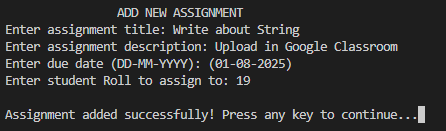 ADD NEW ASSIGNMENT
Enter assignment title: Write about String
Enter assignment description: Upload in Google Classroom
Enter due date (DD-MM-YYYY): (01-08-2025)
Enter student Roll to assign to: 19
Assignment added successfully! Press any key to continue...